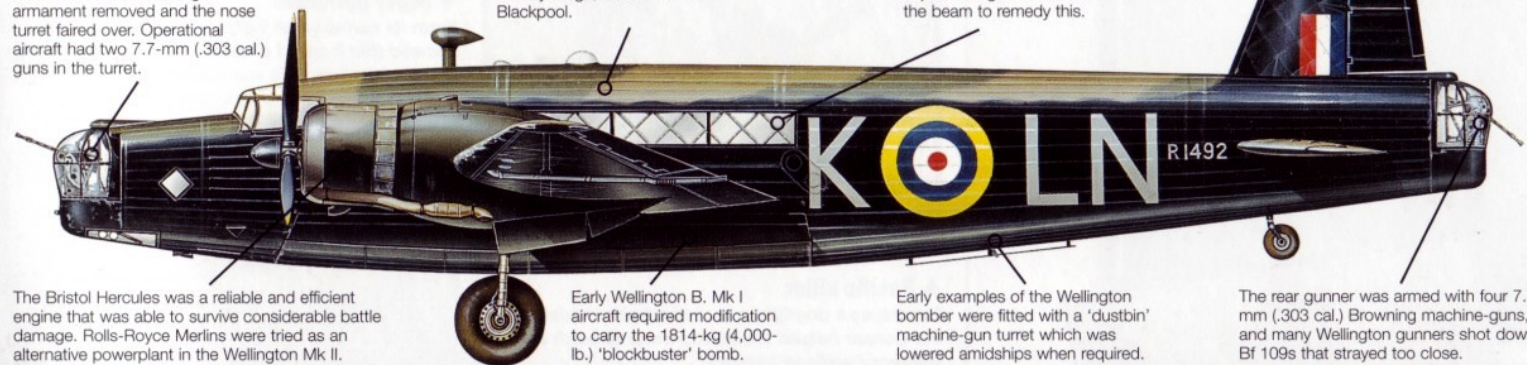 armament removed and the nose
turret faired over. Operational
aircraft had two 7.7-mm (.303 cal.)
guns in the turret.
Blackpool.
the beam to remedy this.
K LN
R1492
The Bristol Hercules was a reliable and efficient
engine that was able to survive considerable battle
damage. Rolls-Royce Merlins were tried as an
alternative powerplant in the Wellington Mk II.
Early Wellington B. Mk I
aircraft required modification
to carry the 1814-kg (4,000-
lb.) ‘blockbuster’ bomb.
Early examples of the Wellington
bomber were fitted with a ‘dustbin’
machine-gun turret which was
lowered amidships when required.
The rear gunner was armed with four 7.
mm (.303 cal.) Browning machine-guns,
and many Wellington gunners shot dow
Bf 109s that strayed too close.